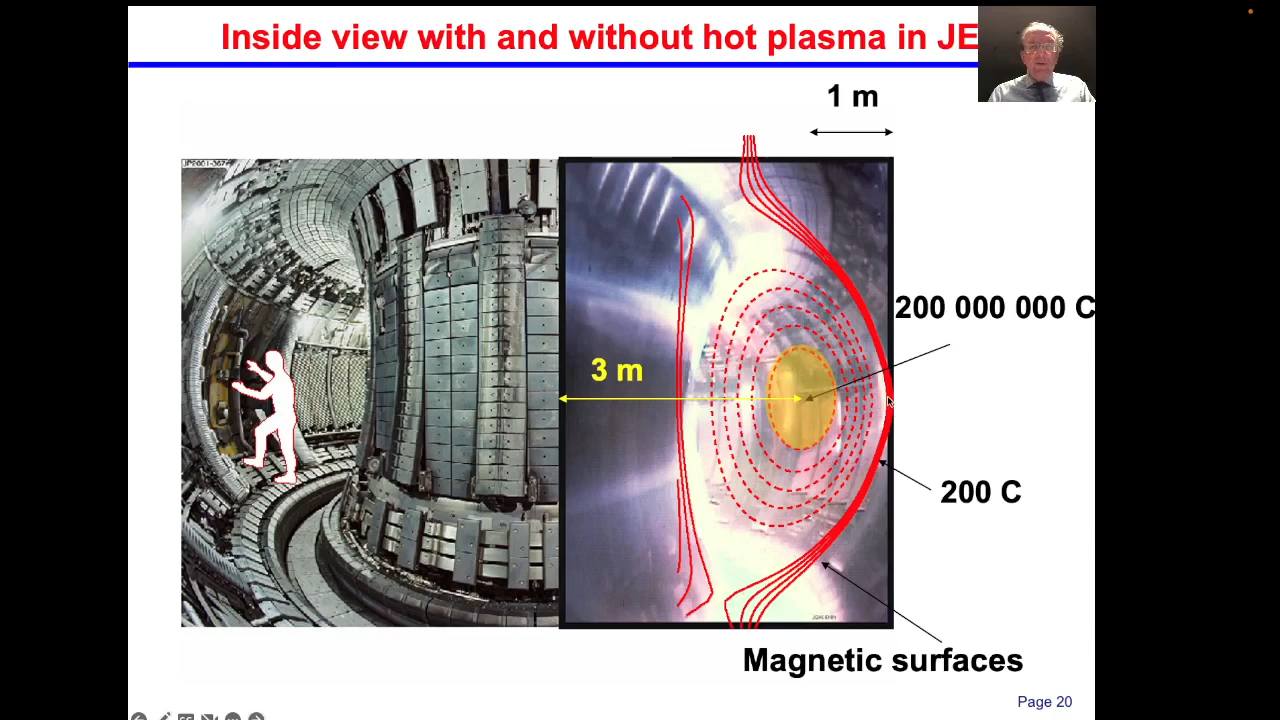 Inside view with and without hot plasma in JE
1 m
200 000 000 C
3 m
200 C
Magnetic surfaces
Page 20